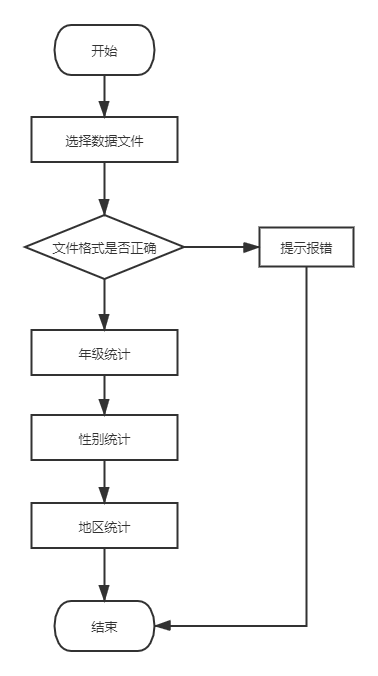 开始
选择数据文件
文件格式是否正确
提示报错
年级统计
性别统计
地区统计
结束